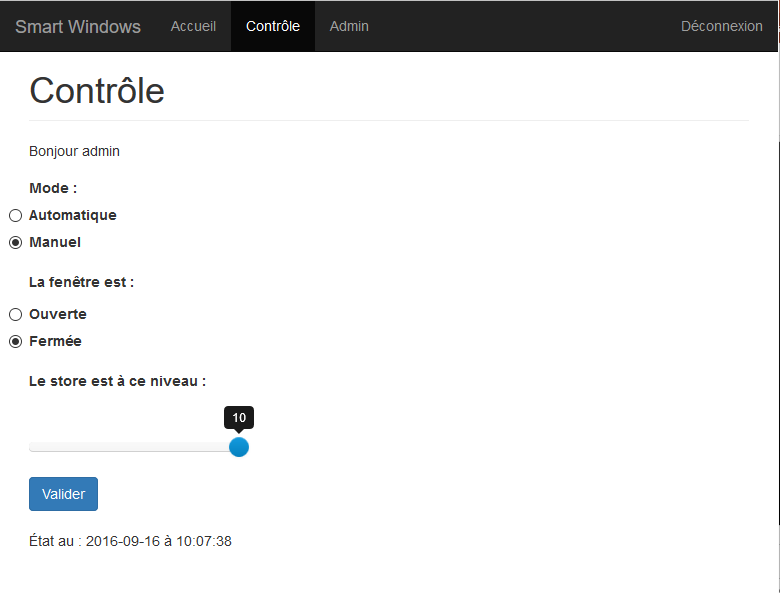 Smart Windows Accueil Contrôle Admin Déconnexion
Contrôle
Bonjour admin
Mode :
Automatique
Manuel
La fenêtre est :
Ouverte
Fermée
Le store est à ce niveau :
10
Valider
État au : 2016-09-16 à 10:07:38